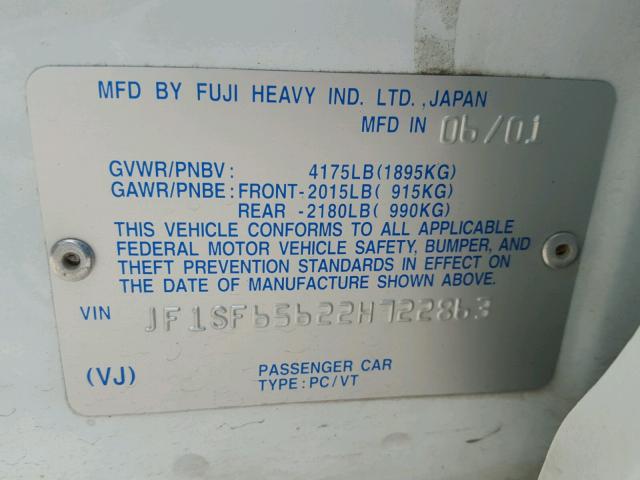 MFD BY FUJI HEAVY IND. LTD.,JAPAN
MFD IN 06/01
GVWR/PNBV: 4175LB(1895KG)
GAWR/PNBE:FRONT-2015LB( 915KG)
REAR -2180LB( 990KG)
THIS VEHICLE CONFORMS TO ALL APPLICABLE
FEDERAL MOTOR VEHICLE SAFETY, BUMPER, AND
THEFT PREVENTION STANDARDS IN EFFECT ON
THE DATE OF MANUFACTURE SHOWN ABOVE.
VIN JF1SF65622H722863
(VJ) PASSENGER CAR
TYPE:PC/VT